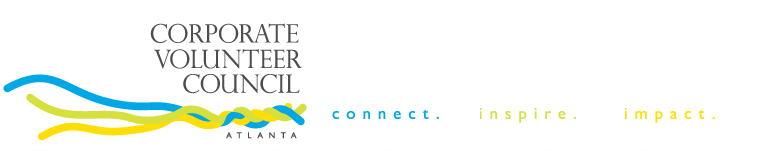 CORPORATE
VOLUNTEER
COUNCIL
ATLANTA
connect. inspire. impact.